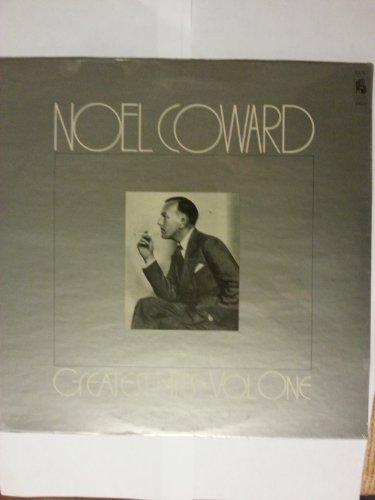 NOEL COWARD
GREATEST HITS • VOL ONE